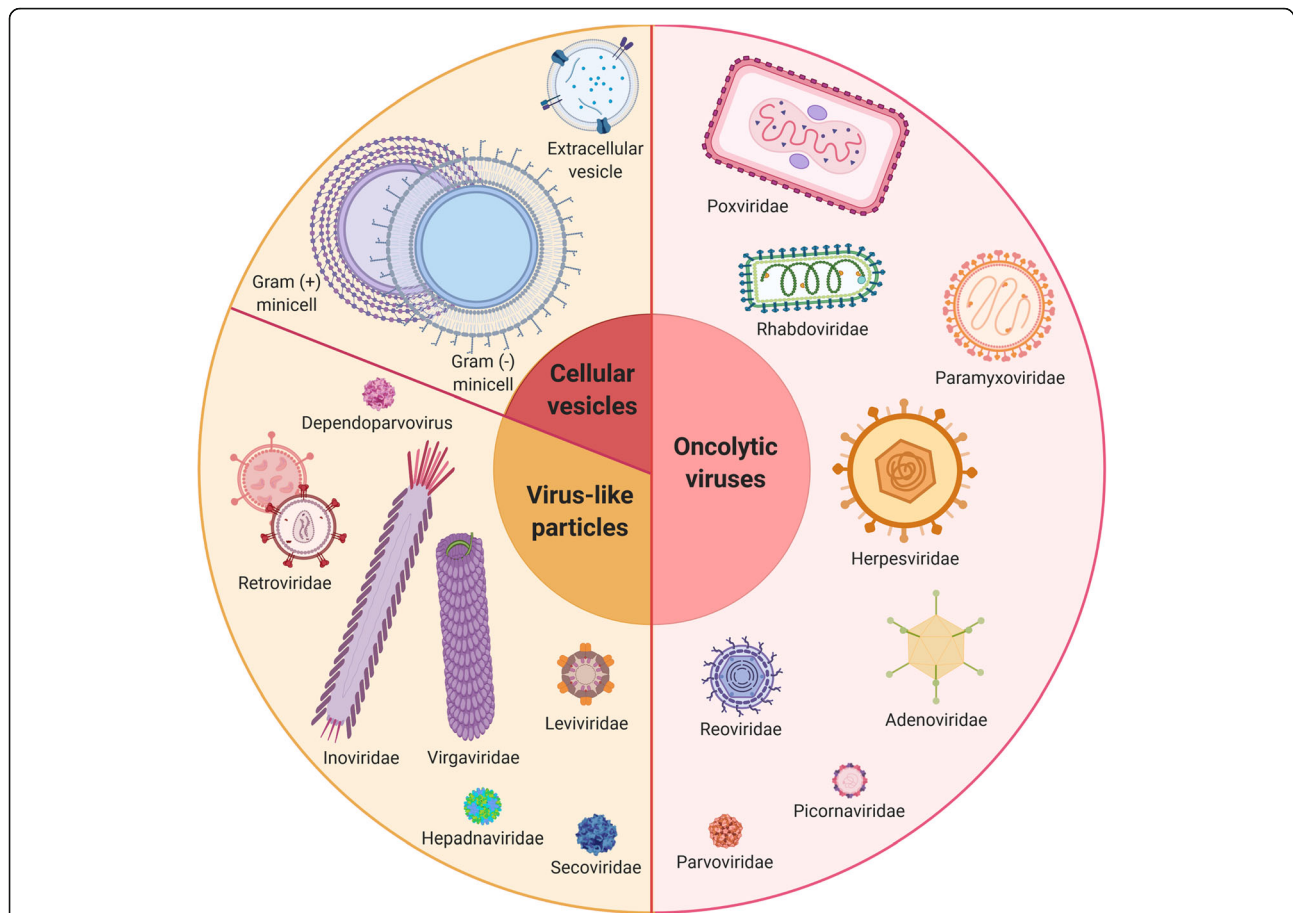 Extracellular
vesicle
Gram (+)
minicell
Gram (-)
minicell
Cellular
vesicles
Dependoparvovirus
Retroviridae
Virus-like
particles
Inoviridae
Virgaviridae
Leviviridae
Hepadnaviridae
Secoviridae
Oncolytic
viruses
Poxviridae
Rhabdoviridae
Paramyxoviridae
Herpesviridae
Adenoviridae
Reoviridae
Picornaviridae
Parvoviridae